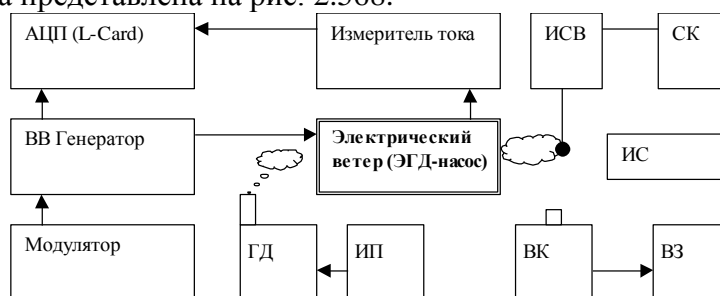 а представлена на рис. 2.368.
АЦП (L-Card)
Измеритель тока
ИСВ
СК
ВВ Генератор
Электрический
ветер (ЭГД-насос)
ИС
Модулятор
ГД
ИП
ВК
ВЗ